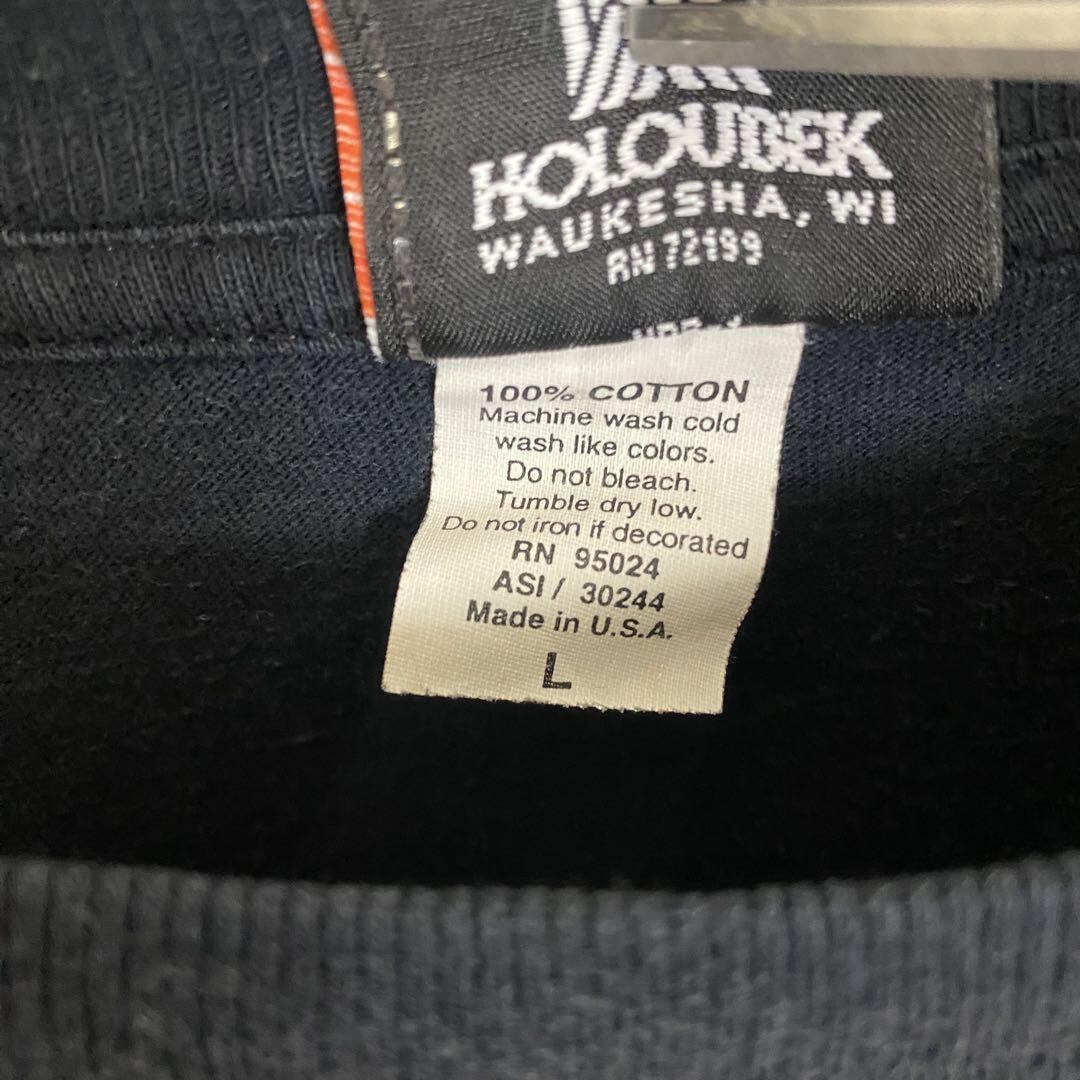 HOLOUDEK
WAUKESHA, WI
RN 72199
100% COTTON
Machine wash cold
wash like colors.
Do not bleach.
Tumble dry low.
Do not iron if decorated
RN 95024
ASI / 30244
Made in U.S.A.
L